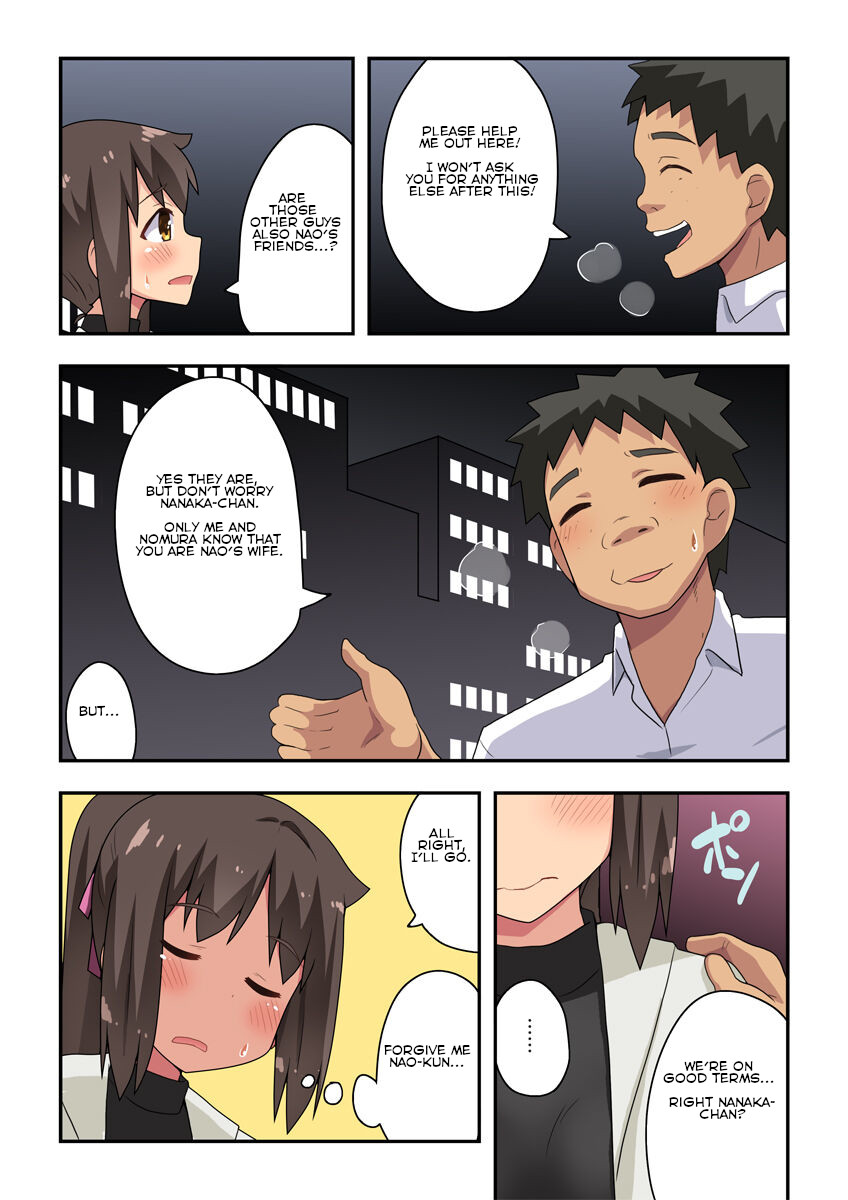 PLEASE HELP
ME OUT HERE!
I WON'T ASK
YOU FOR ANYTHING
ELSE AFTER THIS!
ARE
THOSE
OTHER GUYS
ALSO NAO'S
FRIENDS...?
YES THEY ARE,
BUT DON'T WORRY
NANAKA-CHAN.
ONLY ME AND
NOMURA KNOW THAT
YOU ARE NAO'S WIFE.
BUT...
ポン
WE'RE ON
GOOD TERMS...
RIGHT NANAKA-
CHAN?
......
ALL
RIGHT,
I'LL GO.
FORGIVE ME
NAO-KUN...